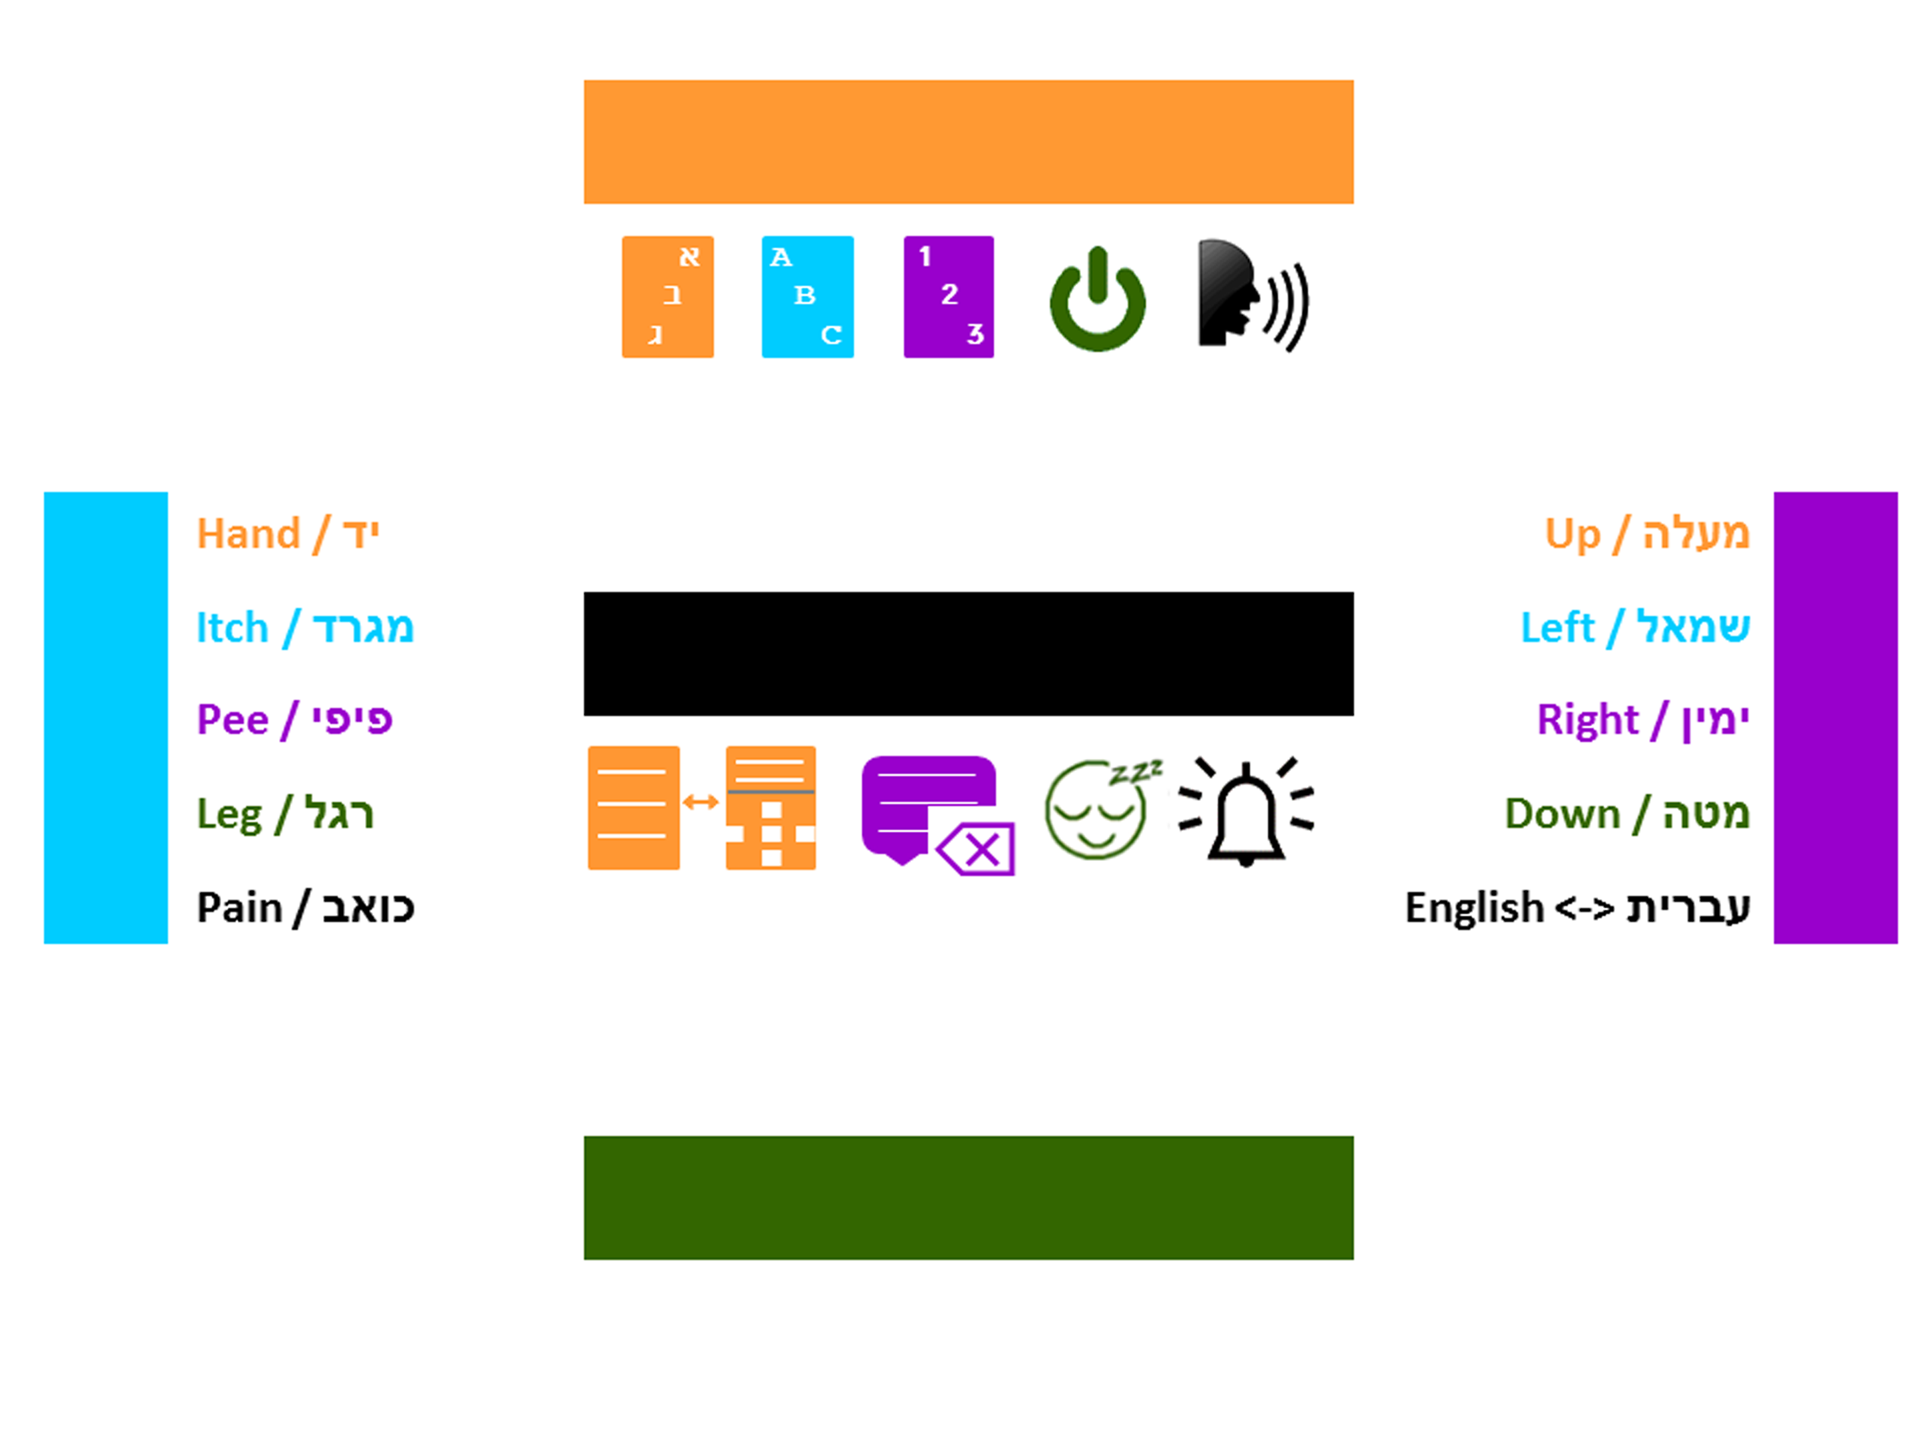 א
ב
ג
A
B
C
1
2
3
Hand / יד
Itch / מגרד
Pee / פיפי
Leg / רגל
Pain / כואב
zzz
Up / מעלה
Left / שמאל
Right / ימין
Down / מטה
English <-> עברית